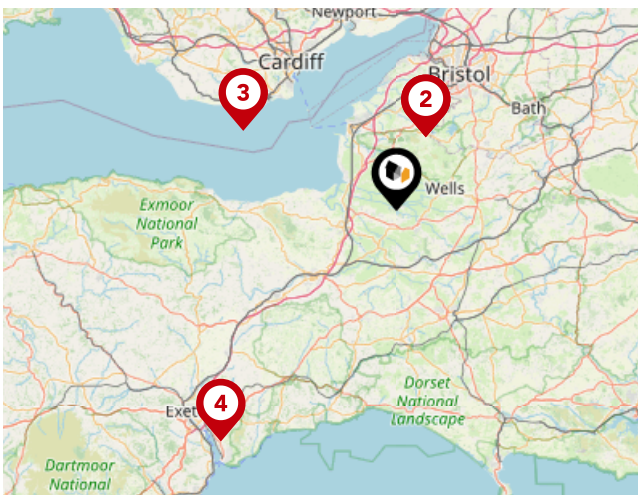 Newport
Cardiff
3
Bristol
2
Bath
Wells
Exmoor
National
Park
4
Exet
Dorset
National
Landscape
Dartmoor
National